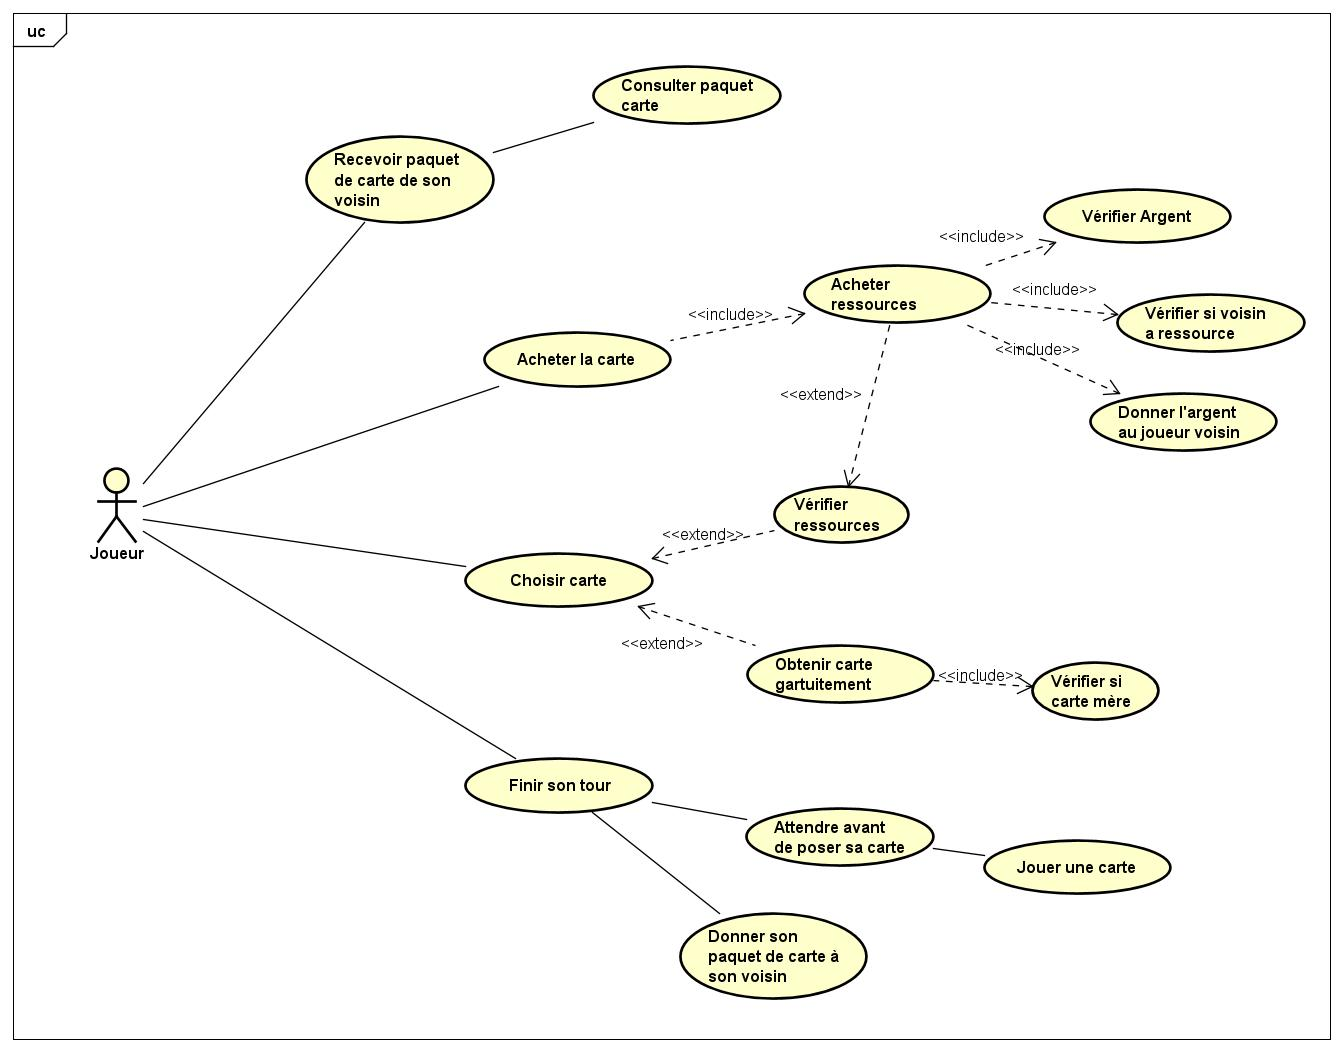 uc
Consulter paquet
carte
Recevoir paquet
de carte de son
voisin
Vérifier Argent
<<include>>
Acheter
ressources
<<include>>
Vérifier si voisin
a ressource
<<include>>
<<include>>
Acheter la carte
<<extend>>
Donner l'argent
au joueur voisin
Joueur
Vérifier
ressources
<<extend>>
Choisir carte
<<extend>>
Obtenir carte
gartuitement
<<include>>
Vérifier si
carte mère
Finir son tour
Attendre avant
de poser sa carte
Jouer une carte
Donner son
paquet de carte à
son voisin